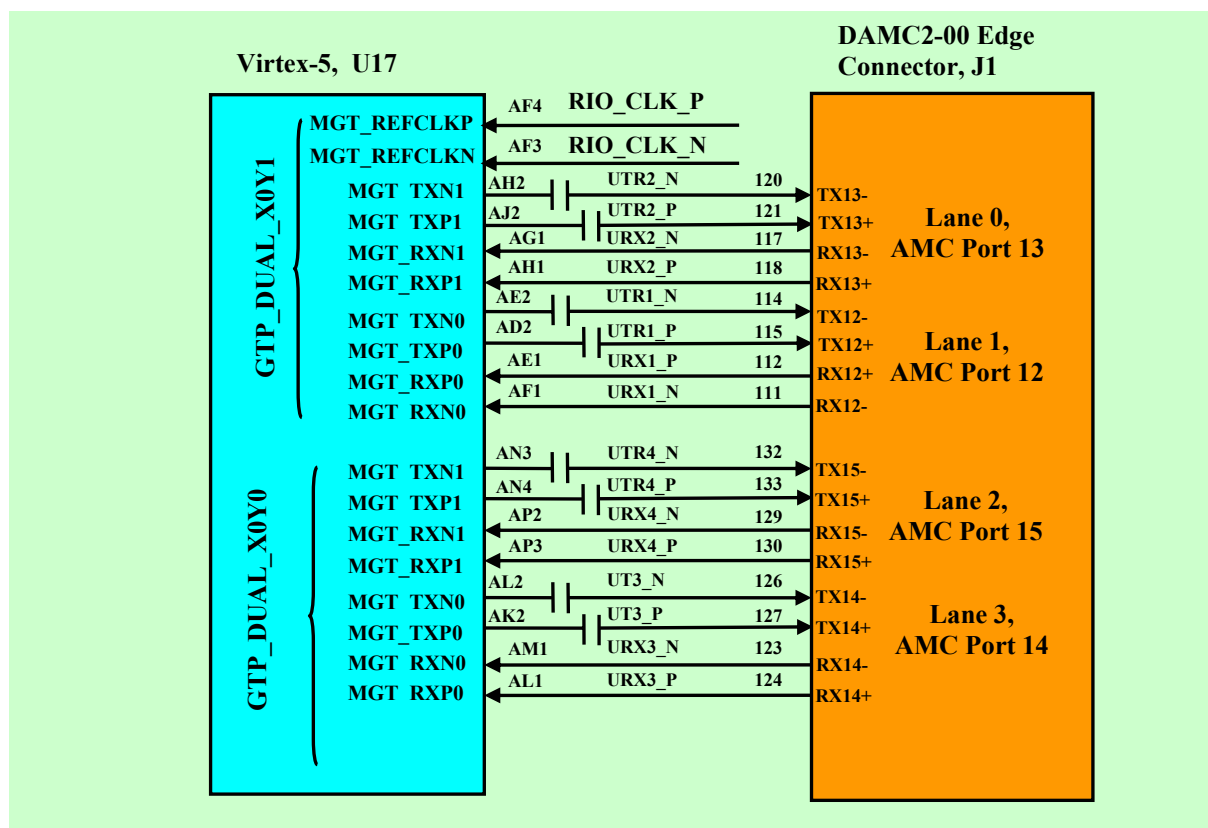 Virtex-5, U17
DAMC2-00 Edge
Connector, J1
GTP_DUAL_X0Y1
MGT_REFCLKP AF4 RIO_CLK_P
MGT_REFCLKN AF3 RIO_CLK_N
MGT TXN1 AH2 UTR2_N 120 TX13-
MGT TXP1 AJ2 UTR2_P 121 TX13+
MGT_RXN1 AG1 URX2_N 117 RX13-
MGT_RXP1 AH1 URX2_P 118 RX13+
Lane 0,
AMC Port 13
MGT TXN0 AE2 UTR1_N 114 TX12-
MGT_TXP0 AD2 UTR1_P 115 TX12+
MGT_RXP0 AE1 URX1_P 112 RX12+
MGT RXN0 AF1 URX1_N 111 RX12-
Lane 1,
AMC Port 12
GTP_DUAL_X0Y0
MGT TXN1 AN3 UTR4_N 132 TX15-
MGT TXP1 AN4 UTR4_P 133 TX15+
MGT_RXN1 AP2 URX4_N 129 RX15-
MGT_RXP1 AP3 URX4_P 130 RX15+
Lane 2,
AMC Port 15
MGT TXN0 AL2 UT3_N 126 TX14-
MGT_TXP0 AK2 UT3_P 127 TX14+
MGT RXN0 AM1 URX3_N 123 RX14-
MGT RXP0 AL1 URX3_P 124 RX14+
Lane 3,
AMC Port 14